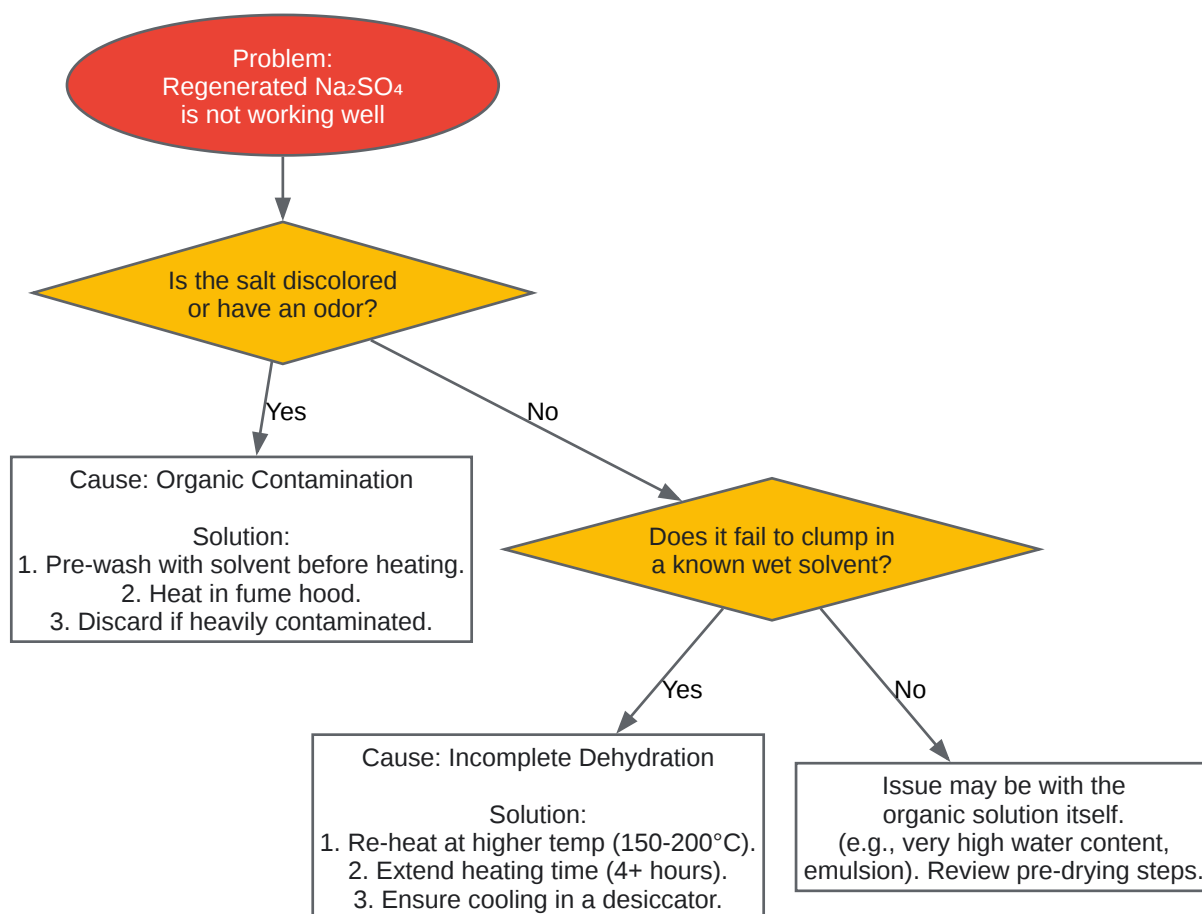 Problem:
Regenerated Na₂SO₄
is not working well
Is the salt discolored
or have an odor?
Yes
No
Cause: Organic Contamination
Solution:
1. Pre-wash with solvent before heating.
2. Heat in fume hood.
3. Discard if heavily contaminated.
Does it fail to clump in
a known wet solvent?
Yes
No
Cause: Incomplete Dehydration
Solution:
1. Re-heat at higher temp (150-200°C).
2. Extend heating time (4+ hours).
3. Ensure cooling in a desiccator.
Issue may be with the
organic solution itself.
(e.g., very high water content,
emulsion). Review pre-drying steps.